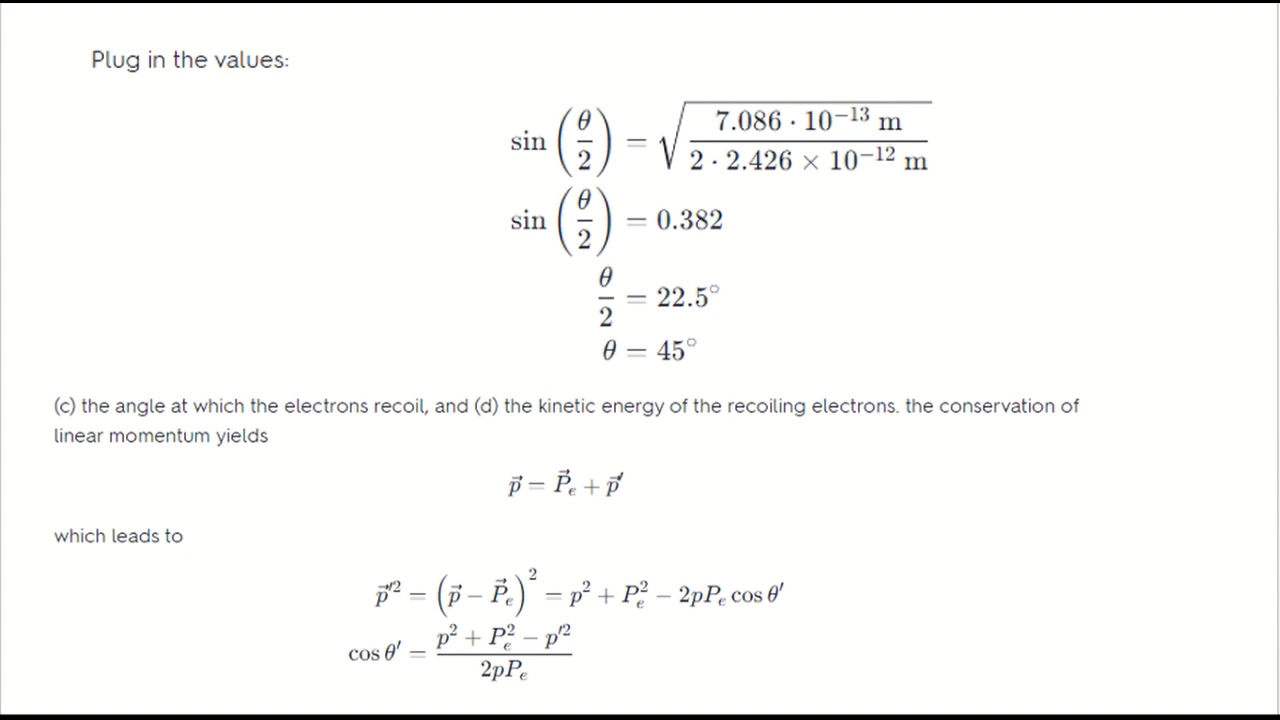 Plug in the values:
sin (θ/2) = √(7.086 · 10⁻¹³ m / 2 · 2.426 × 10⁻¹² m)
sin (θ/2) = 0.382
θ/2 = 22.5°
θ = 45°
(c) the angle at which the electrons recoil, and (d) the kinetic energy of the recoiling electrons. the conservation of
linear momentum yields
p⃗ = P⃗ₑ + p⃗′
which leads to
p⃗′² = (p⃗ − P⃗ₑ)² = p² + Pₑ² − 2pPₑ cos θ′
cos θ′ = (p² + Pₑ² − p′²) / 2pPₑ